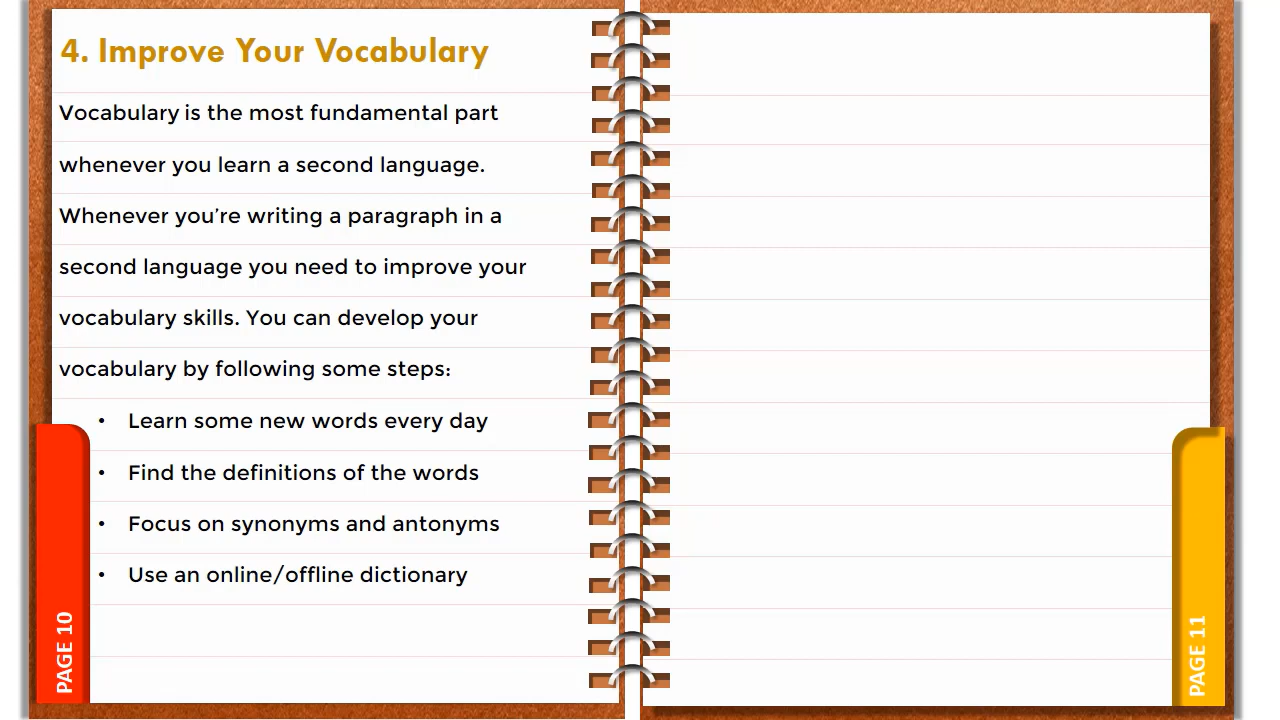 4. Improve Your Vocabulary
Vocabulary is the most fundamental part
whenever you learn a second language.
Whenever you’re writing a paragraph in a
second language you need to improve your
vocabulary skills. You can develop your
vocabulary by following some steps:
• Learn some new words every day
• Find the definitions of the words
• Focus on synonyms and antonyms
• Use an online/offline dictionary
PAGE 10
PAGE 11